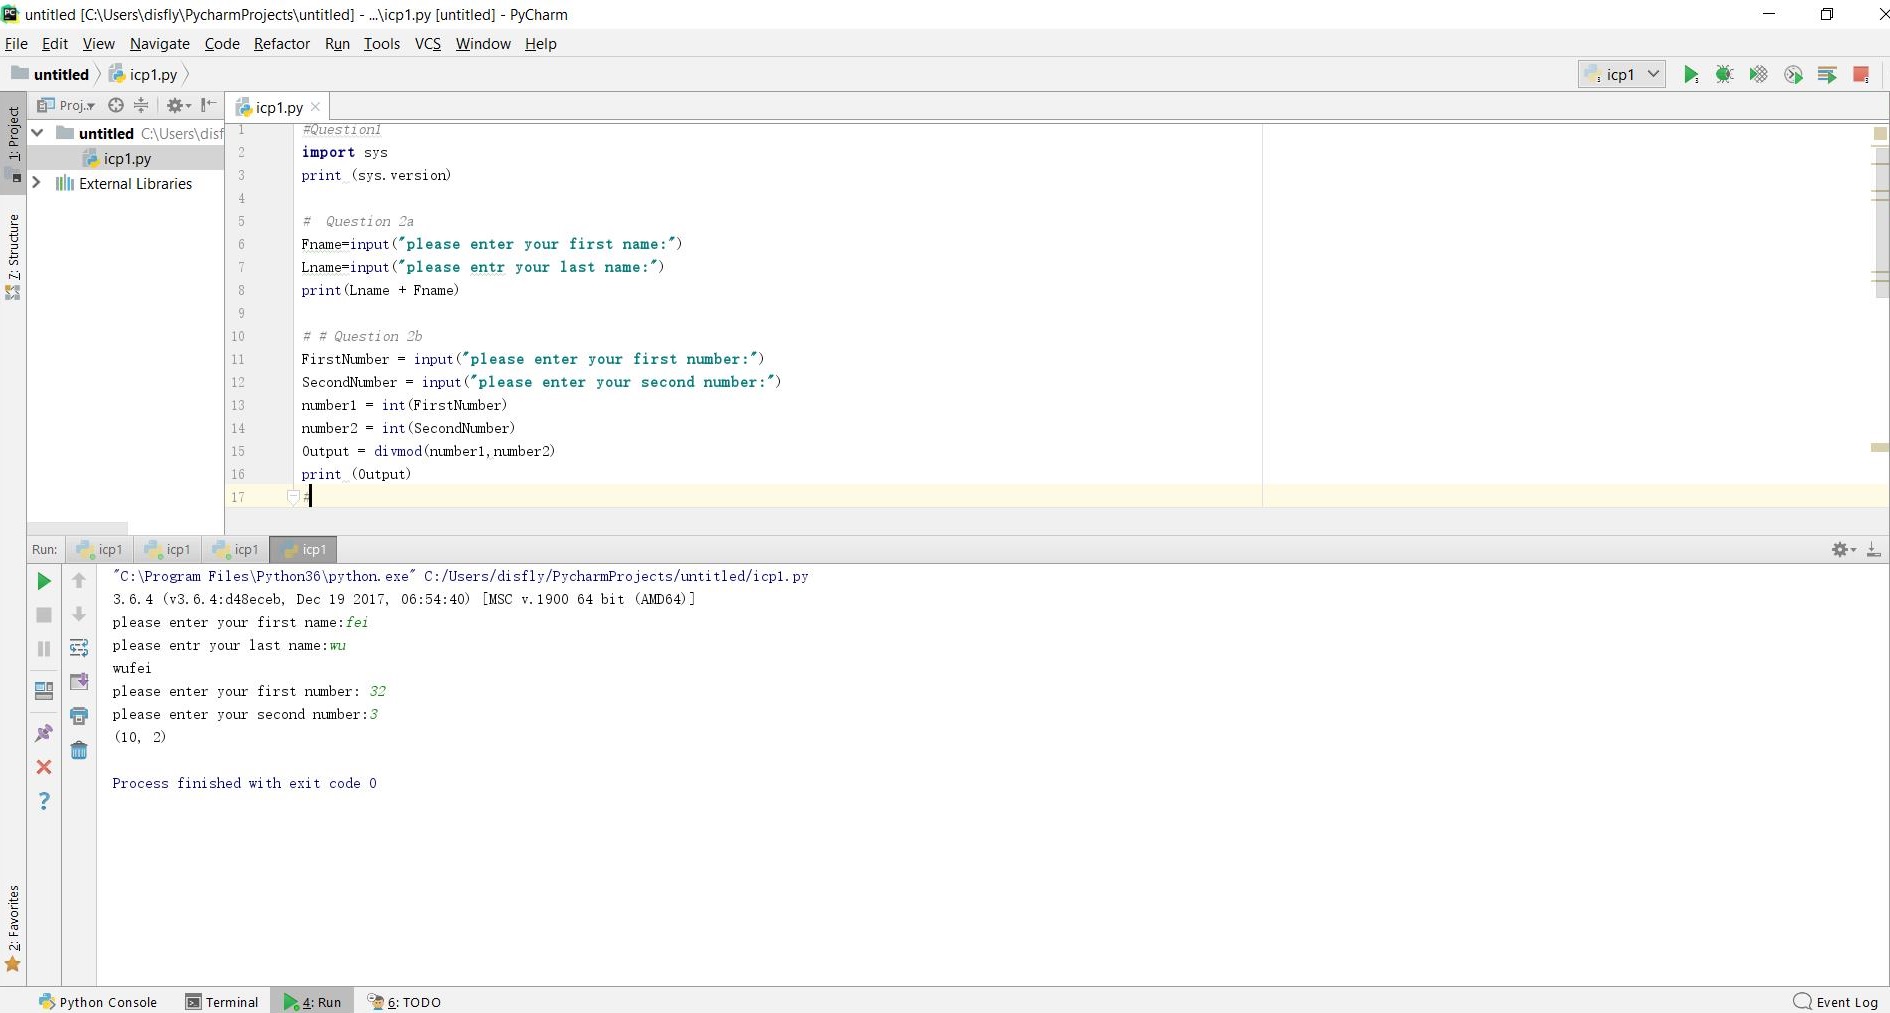 untitled [C:\Users\disfly\PycharmProjects\untitled] - ...\icp1.py [untitled] - PyCharm
File Edit View Navigate Code Refactor Run Tools VCS Window Help
untitled icp1.py icp1
1: Project
7: Structure
2: Favorites
Proj..
untitled C:\Users\disf
icp1.py
External Libraries
icp1.py
1 #Question1
2 import sys
3 print (sys.version)
4
5 #  Question 2a
6 Fname=input("please enter your first name:")
7 Lname=input("please entr your last name:")
8 print(Lname + Fname)
9
10 # # Question 2b
11 FirstNumber = input("please enter your first number:")
12 SecondNumber = input("please enter your second number:")
13 number1 = int(FirstNumber)
14 number2 = int(SecondNumber)
15 Output = divmod(number1,number2)
16 print (Output)
17 #
Run: icp1 icp1 icp1 icp1
"C:\Program Files\Python36\python.exe" C:/Users/disfly/PycharmProjects/untitled/icp1.py
3.6.4 (v3.6.4:d48eceb, Dec 19 2017, 06:54:40) [MSC v.1900 64 bit (AMD64)]
please enter your first name:fei
please entr your last name:wu
wufei
please enter your first number: 32
please enter your second number:3
(10, 2)
Process finished with exit code 0
Python Console Terminal 4: Run 6: TODO Event Log